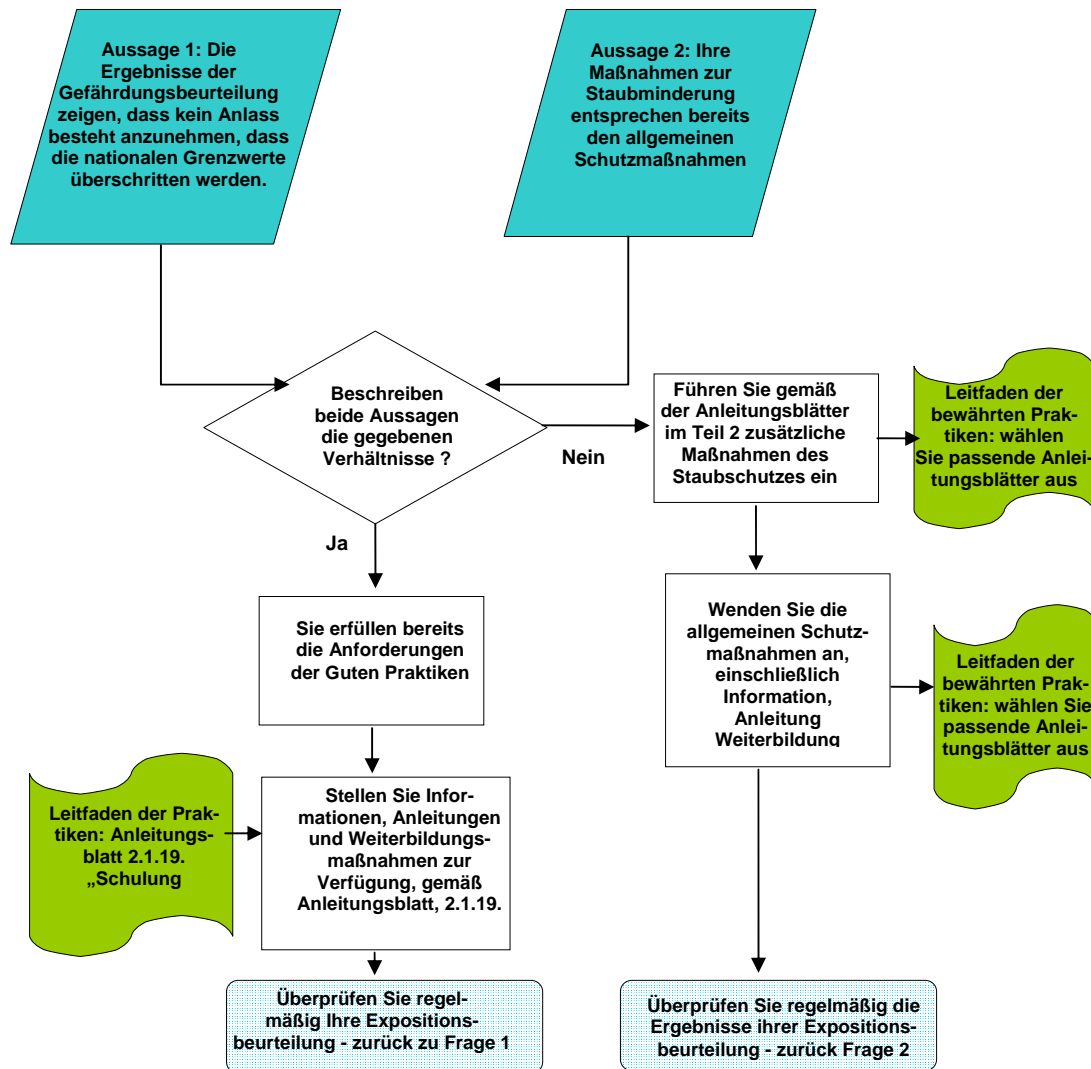 Aussage 1: Die
Ergebnisse der
Gefährdungsbeurteilung
zeigen, dass kein Anlass
besteht anzunehmen, dass
die nationalen Grenzwerte
überschritten werden.
Aussage 2: Ihre
Maßnahmen zur
Staubminderung
entsprechen bereits
den allgemeinen
Schutzmaßnahmen
Beschreiben
beide Aussagen
die gegebenen
Verhältnisse ?
Nein
Führen Sie gemäß
der Anleitungsblätter
im Teil 2 zusätzliche
Maßnahmen des
Staubschutzes ein
Leitfaden der
bewährten Prak-
tiken: wählen
Sie passende Anlei-
tungsblätter aus
Ja
Sie erfüllen bereits
die Anforderungen
der Guten Praktiken
Wenden Sie die
allgemeinen Schutz-
maßnahmen an,
einschließlich
Information,
Anleitung
Weiterbildung
Leitfaden der
bewährten Prak-
tiken: wählen Sie
passende Anlei-
tungsblätter aus
Leitfaden der Prak-
tiken: Anleitungs-
blatt 2.1.19.
„Schulung
Stellen Sie Infor-
mationen, Anleitungen
und Weiterbildungs-
maßnahmen zur
Verfügung, gemäß
Anleitungsblatt, 2.1.19.
Überprüfen Sie regel-
mäßig Ihre Expositions-
beurteilung - zurück zu Frage 1
Überprüfen Sie regelmäßig die
Ergebnisse ihrer Expositions-
beurteilung - zurück Frage 2